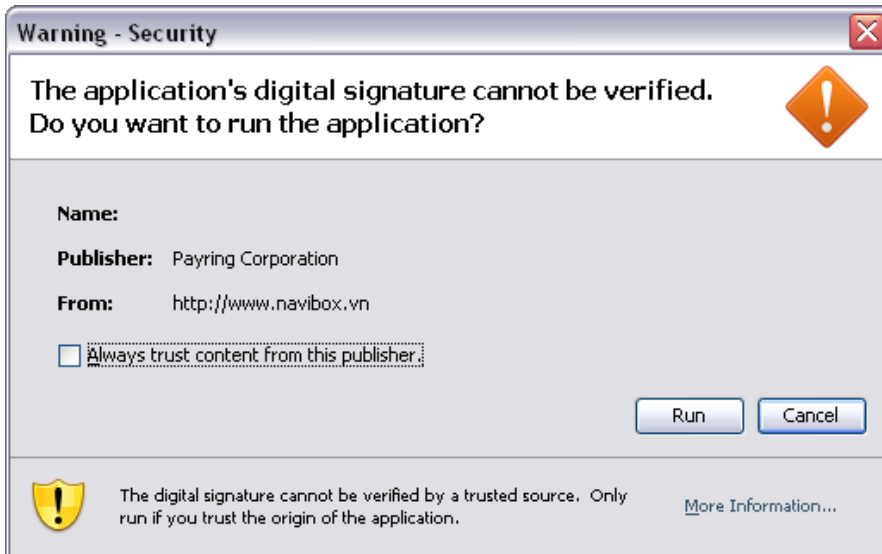 Warning - Security
The application's digital signature cannot be verified.
Do you want to run the application?
Name:
Publisher: Payring Corporation
From: http://www.navibox.vn
Always trust content from this publisher.
Run Cancel
The digital signature cannot be verified by a trusted source. Only
run if you trust the origin of the application.
More Information...